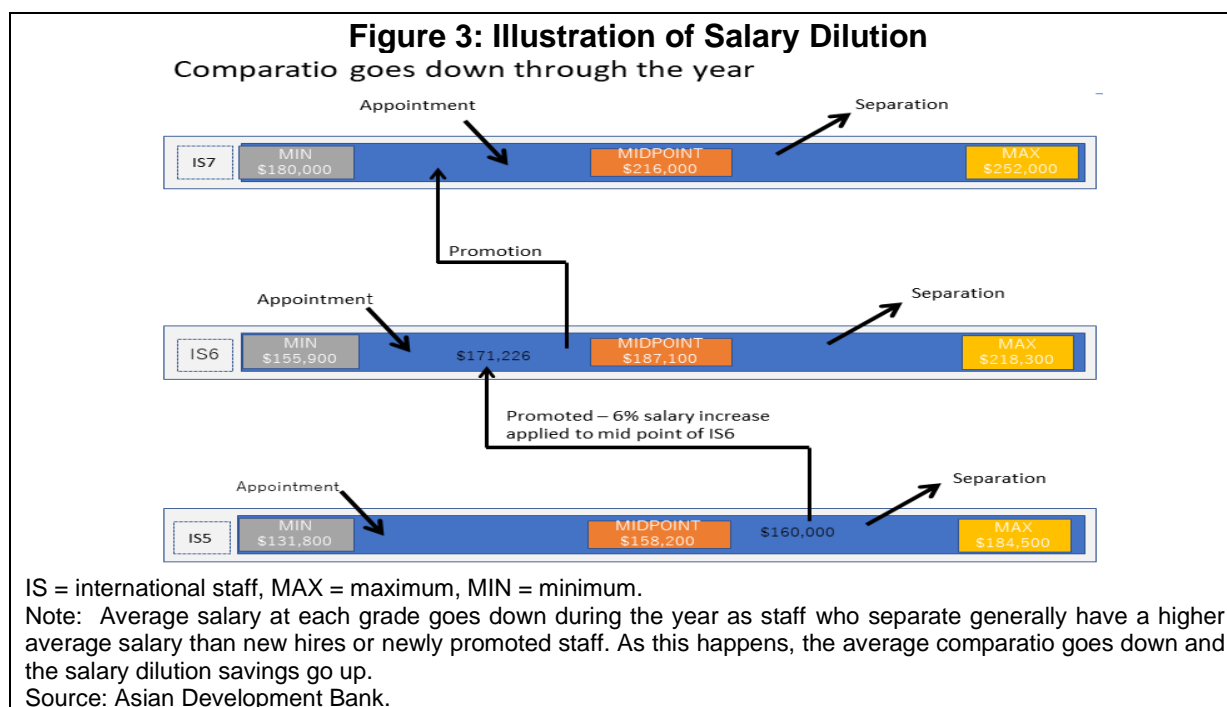 Figure 3: Illustration of Salary Dilution
Comparatio goes down through the year
Appointment
Separation
IS7
MIN
$180,000
MIDPOINT
$216,000
MAX
$252,000
Promotion
Appointment
Separation
IS6
MIN
$155,900
$171,226
MIDPOINT
$187,100
MAX
$218,300
Promoted – 6% salary increase
applied to mid point of IS6
Appointment
Separation
IS5
MIN
$131,800
MIDPOINT
$158,200
$160,000
MAX
$184,500
IS = international staff, MAX = maximum, MIN = minimum.
Note: Average salary at each grade goes down during the year as staff who separate generally have a higher
average salary than new hires or newly promoted staff. As this happens, the average comparatio goes down and
the salary dilution savings go up.
Source: Asian Development Bank.